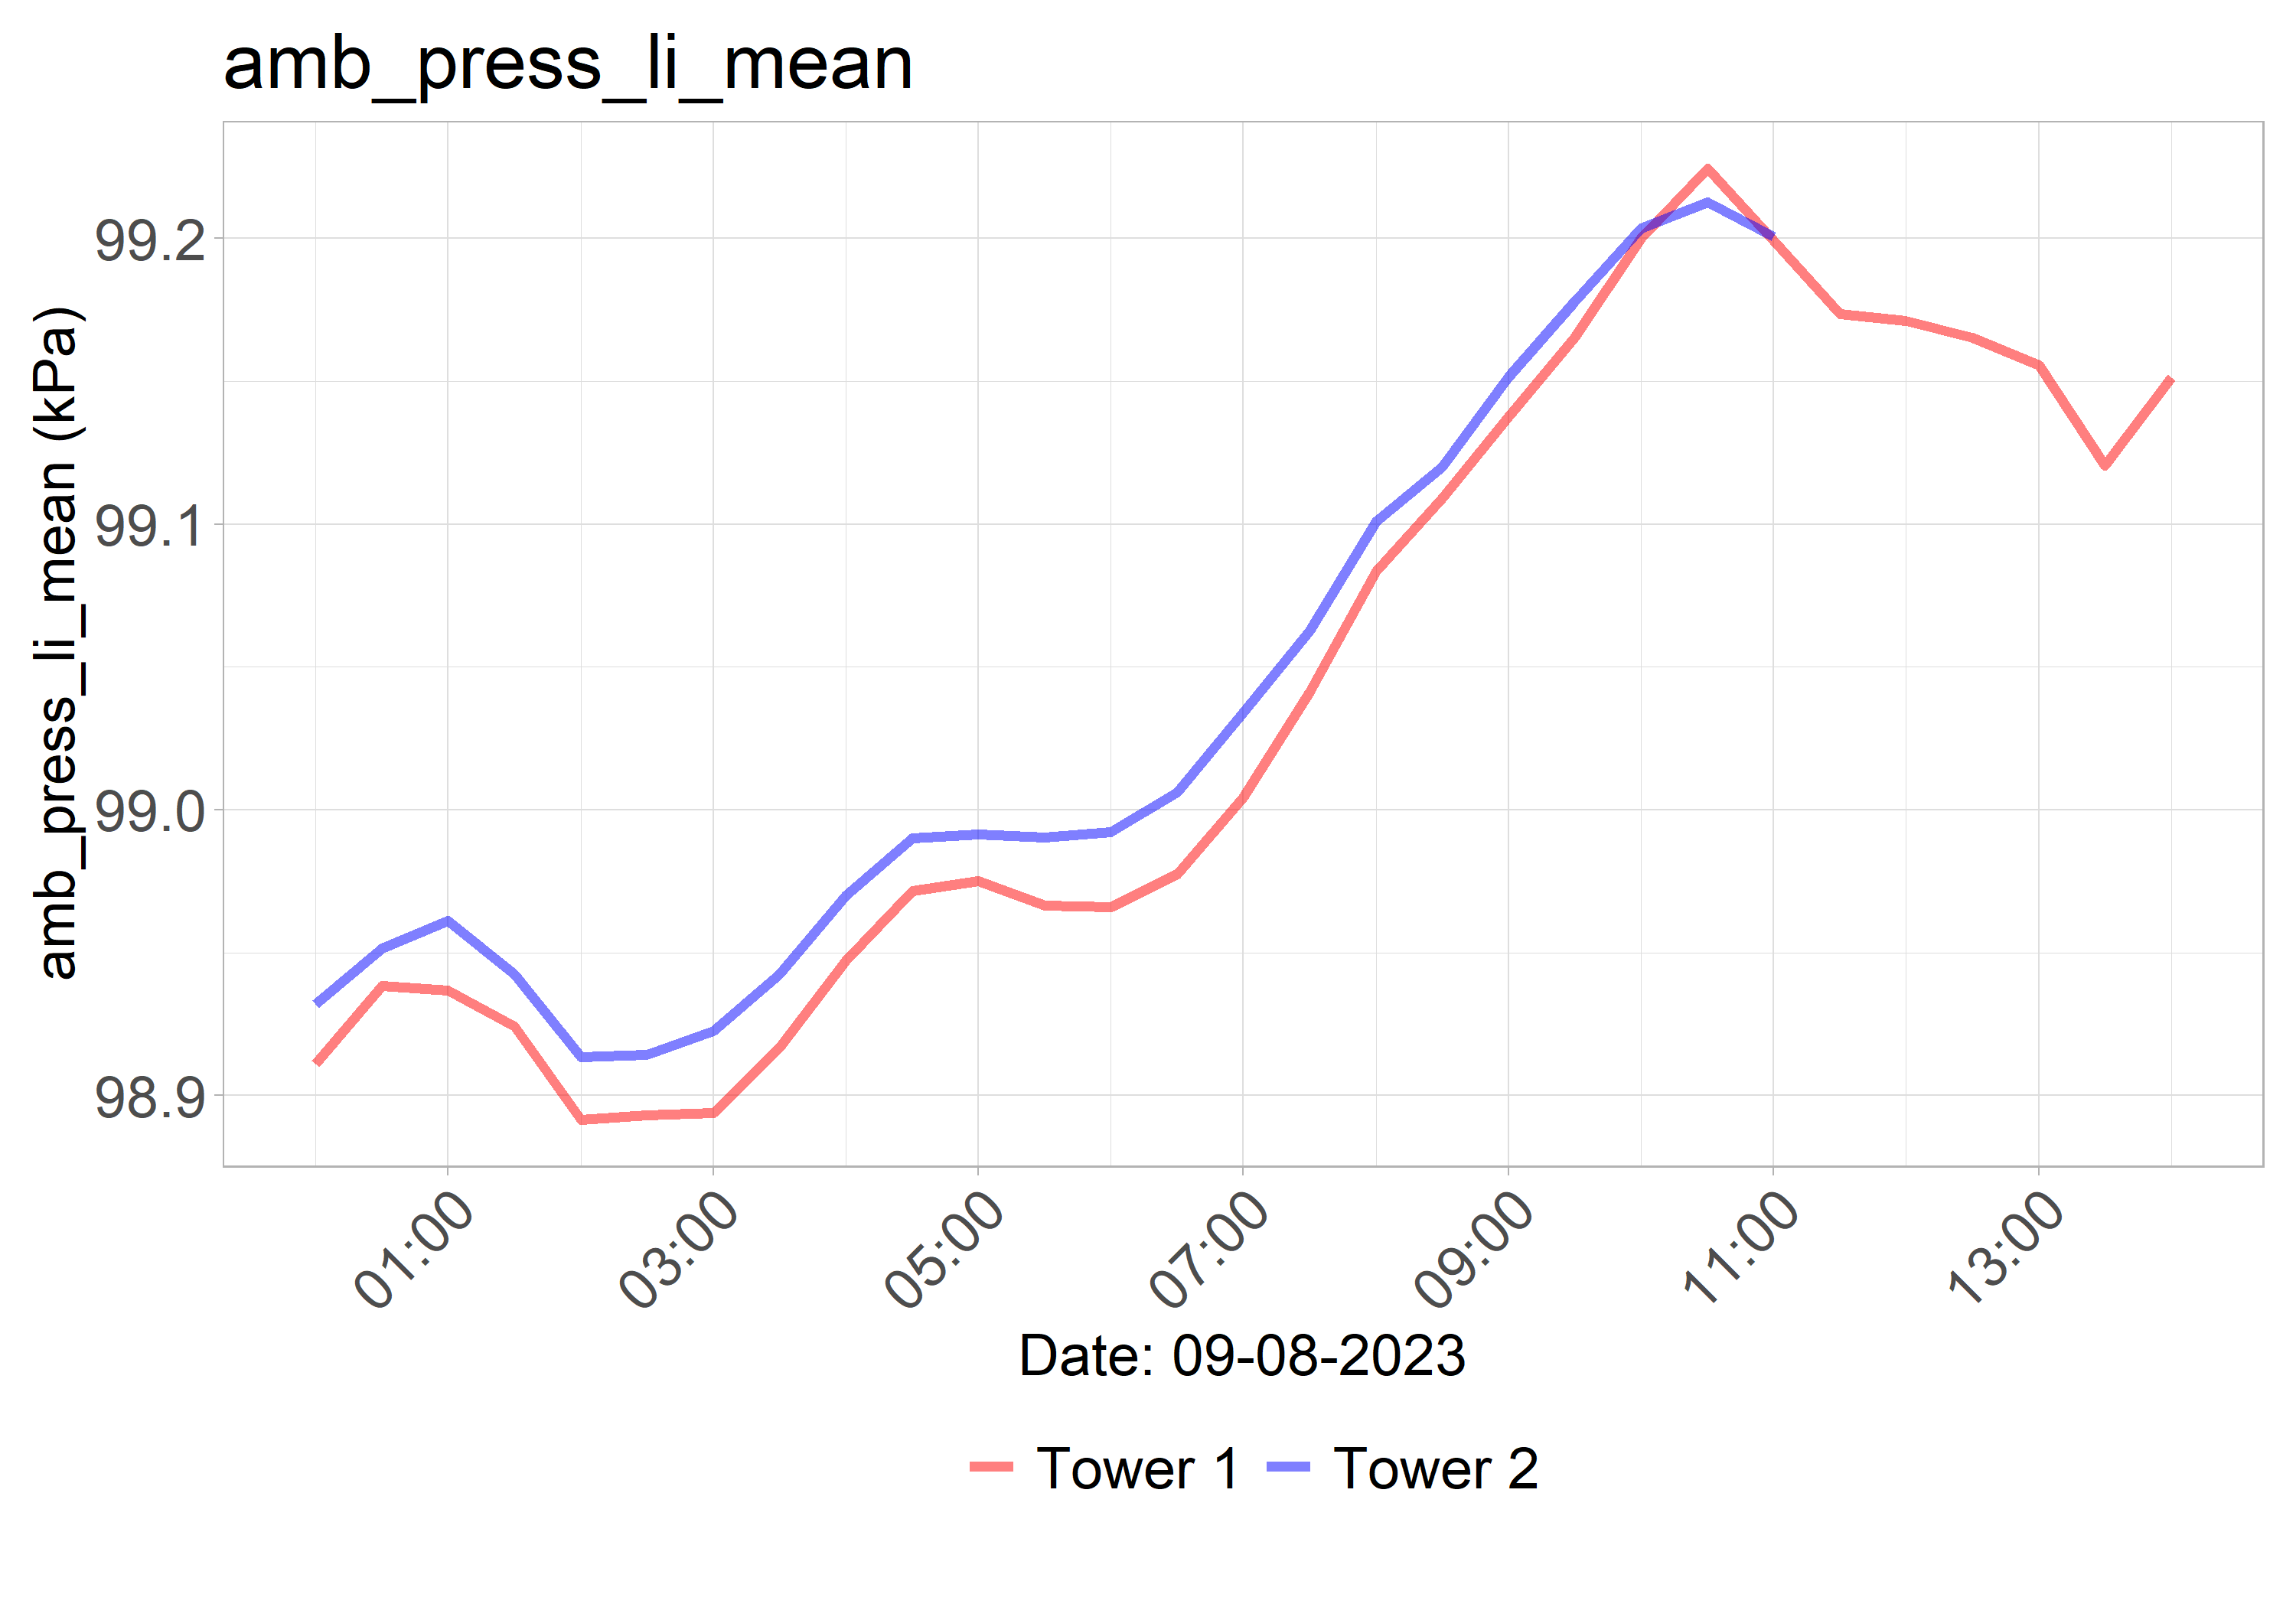 amb_press_li_mean
amb_press_li_mean (kPa)
99.2
99.1
99.0
98.9
01:00
03:00
05:00
07:00
09:00
11:00
13:00
Date: 09-08-2023
Tower 1
Tower 2